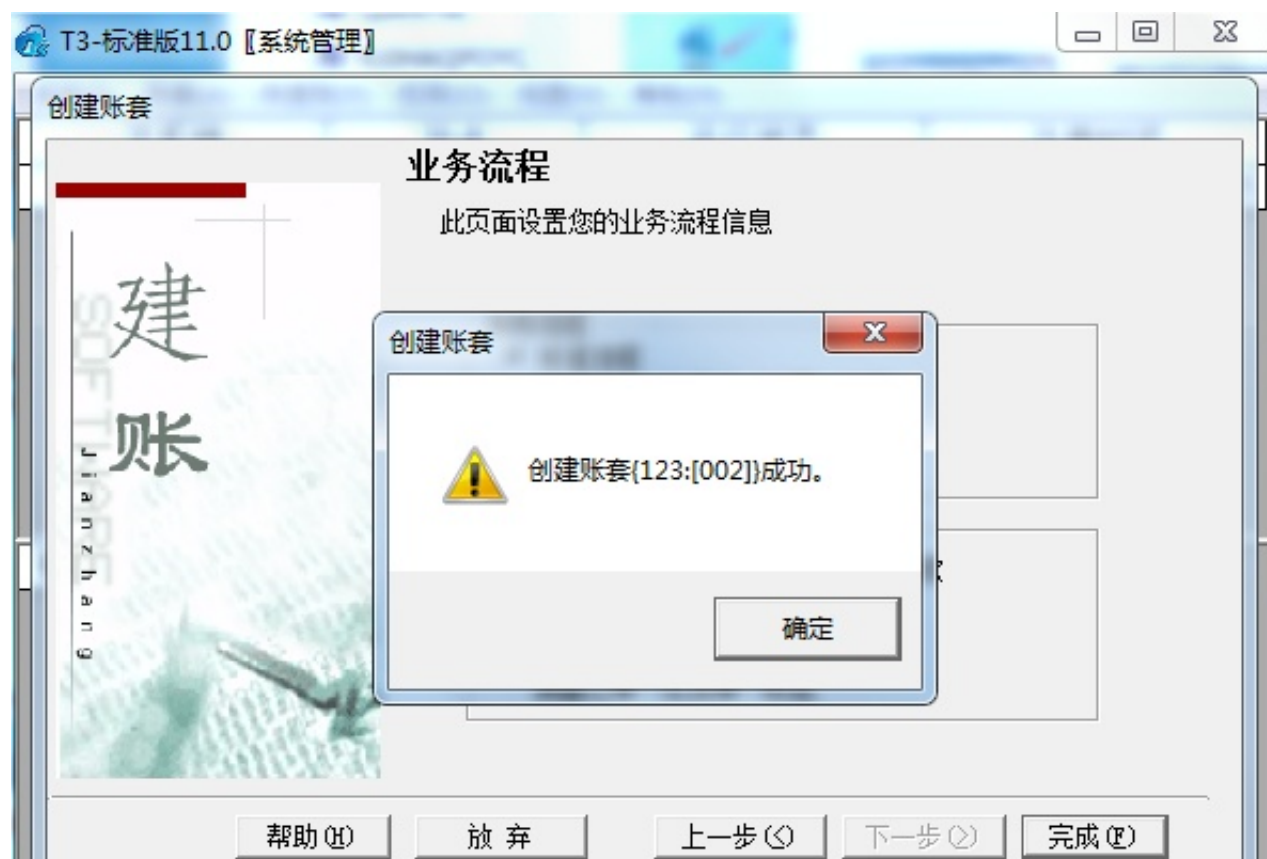 T3-标准版11.0〖系统管理〗
创建账套
业务流程
此页面设置您的业务流程信息
建
账
SOFTWARE
Jianzhang
创建账套
创建账套{123:[002]}成功。
确定
帮助(H)
放 弃
上一步(<)
下一步(>)
完成(F)